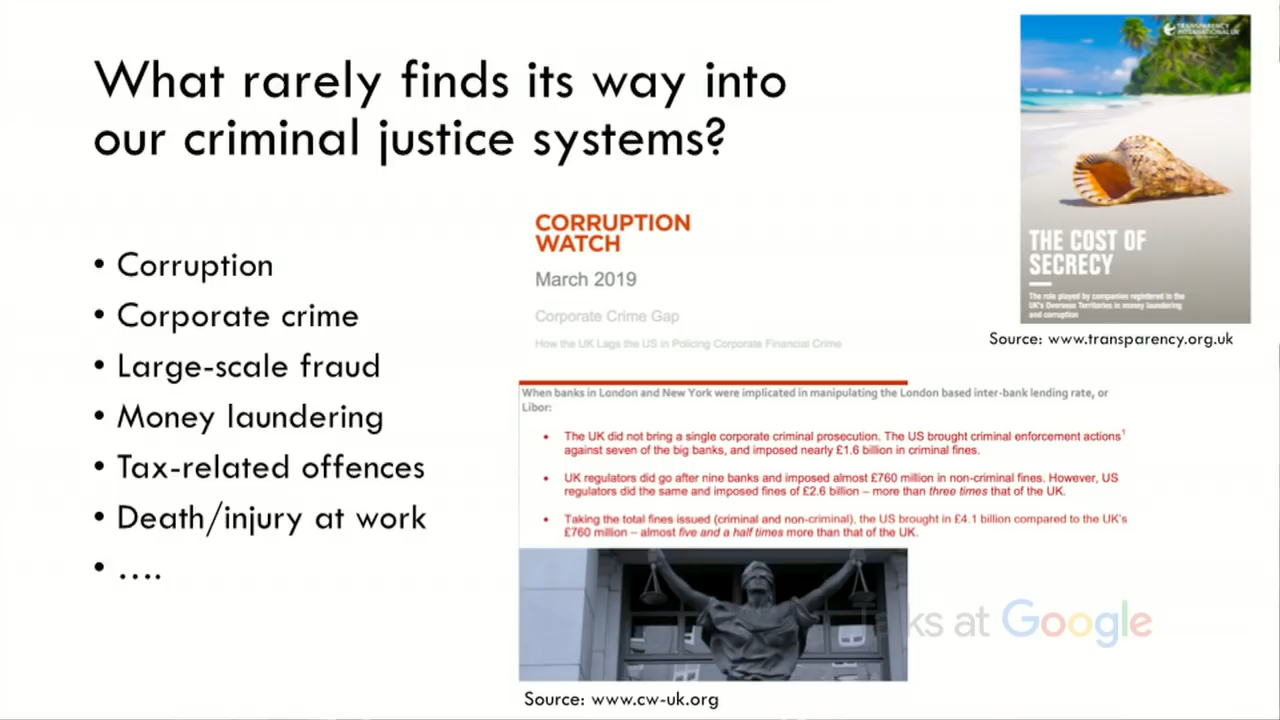 What rarely finds its way into
our criminal justice systems?
• Corruption
• Corporate crime
• Large-scale fraud
• Money laundering
• Tax-related offences
• Death/injury at work
• ....
CORRUPTION
WATCH
March 2019
Corporate Crime Gap
How the UK Lags the US in Policing Corporate Financial Crime
When banks in London and New York were implicated in manipulating the London based inter-bank lending rate, or
Libor:
• The UK did not bring a single corporate criminal prosecution. The US brought criminal enforcement actions¹
against seven of the big banks, and imposed nearly £1.6 billion in criminal fines.
• UK regulators did go after nine banks and imposed almost £760 million in non-criminal fines. However, US
regulators did the same and imposed fines of £2.6 billion – more than three times that of the UK.
• Taking the total fines issued (criminal and non-criminal), the US brought in £4.1 billion compared to the UK's
£760 million – almost five and a half times more than that of the UK.
Source: www.cw-uk.org
TRANSPARENCY
INTERNATIONAL UK
THE COST OF
SECRECY
The role played by companies registered in the
UK's Overseas Territories in money laundering
and corruption
Source: www.transparency.org.uk
Talks at Google